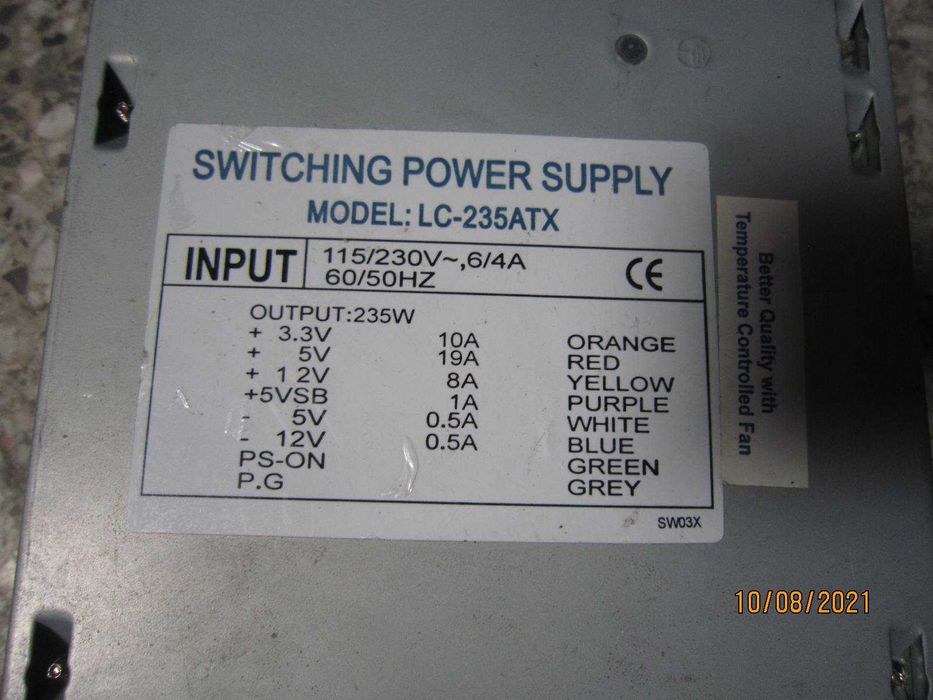 SWITCHING POWER SUPPLY
MODEL: LC-235ATX
INPUT 115/230V~,6/4A
60/50HZ
CE
OUTPUT:235W
+ 3.3V 10A ORANGE
+ 5V 19A RED
+ 12V 8A YELLOW
+5VSB 1A PURPLE
- 5V 0.5A WHITE
- 12V 0.5A BLUE
PS-ON GREEN
P.G GREY
SW03X
Better Quality with
Temperature Controlled Fan
10/08/2021